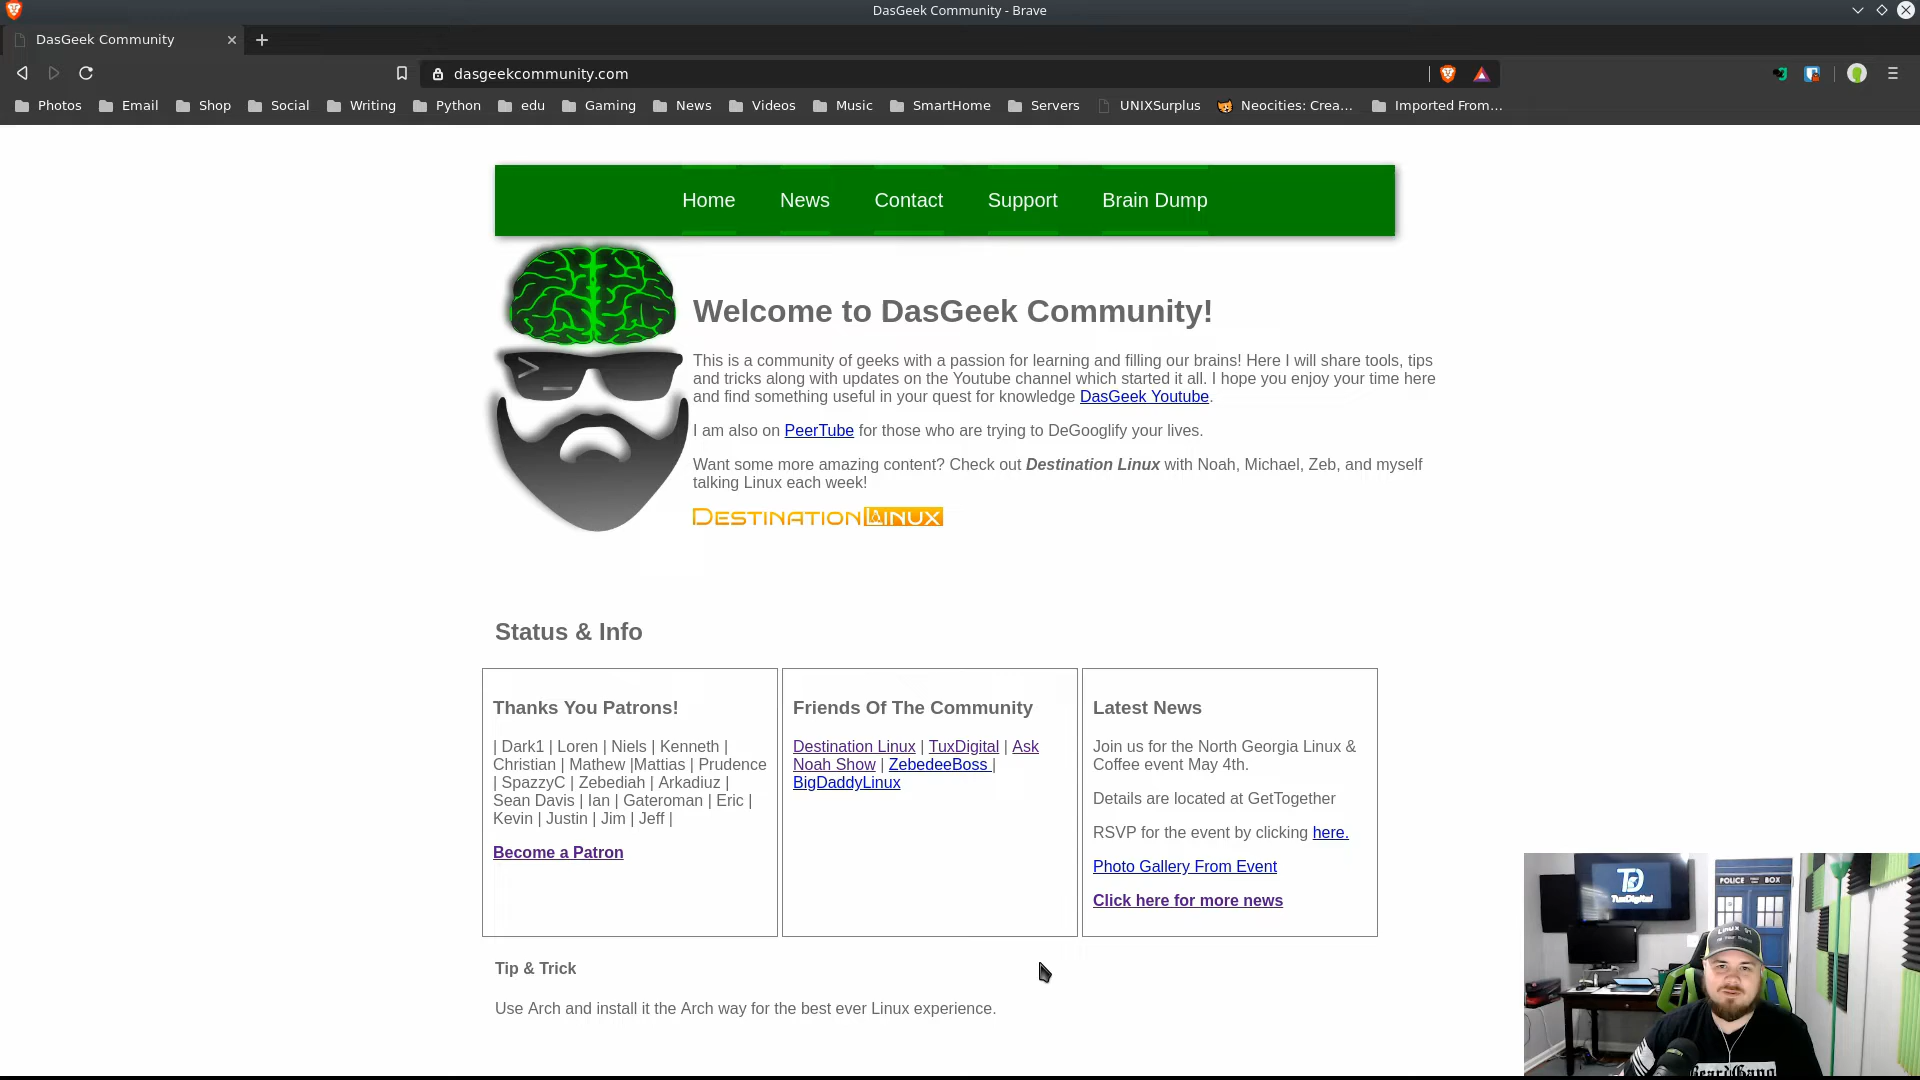 DasGeek Community - Brave
DasGeek Community
dasgeekcommunity.com
Photos Email Shop Social Writing Python edu Gaming News Videos Music SmartHome Servers UNIXSurplus Neocities: Crea... Imported From...
Home News Contact Support Brain Dump
>_
Welcome to DasGeek Community!
This is a community of geeks with a passion for learning and filling our brains! Here I will share tools, tips
and tricks along with updates on the Youtube channel which started it all. I hope you enjoy your time here
and find something useful in your quest for knowledge DasGeek Youtube.
I am also on PeerTube for those who are trying to DeGooglify your lives.
Want some more amazing content? Check out Destination Linux with Noah, Michael, Zeb, and myself
talking Linux each week!
DESTINATION LINUX
Status & Info
Thanks You Patrons!
| Dark1 | Loren | Niels | Kenneth |
Christian | Mathew |Mattias | Prudence
| SpazzyC | Zebediah | Arkadiuz |
Sean Davis | Ian | Gateroman | Eric |
Kevin | Justin | Jim | Jeff |
Become a Patron
Friends Of The Community
Destination Linux | TuxDigital | Ask
Noah Show | ZebedeeBoss |
BigDaddyLinux
Latest News
Join us for the North Georgia Linux &
Coffee event May 4th.
Details are located at GetTogether
RSVP for the event by clicking here.
Photo Gallery From Event
Click here for more news
Tip & Trick
Use Arch and install it the Arch way for the best ever Linux experience.
TD
TuxDigital
POLICE BOX
BeardGang